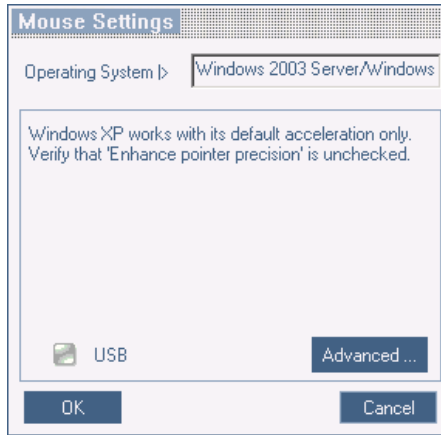 Mouse Settings
Operating System |> Windows 2003 Server/Windows
Windows XP works with its default acceleration only.
Verify that 'Enhance pointer precision' is unchecked.
USB Advanced ...
OK Cancel